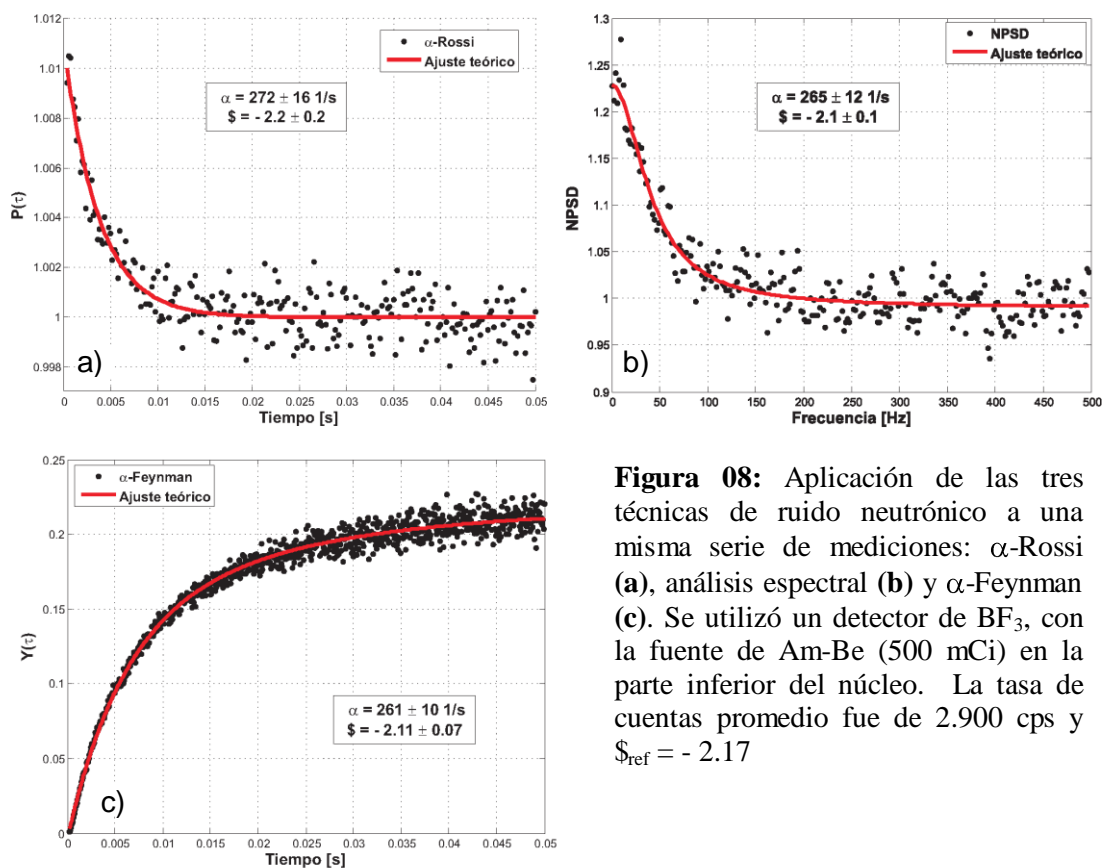 1.012
1.01
1.008
1.006
1.004
1.002
1
0.998
P(τ)
α-Rossi
Ajuste teórico
α = 272 ± 16 1/s
$ = - 2.2 ± 0.2
a)
0 0.005 0.01 0.015 0.02 0.025 0.03 0.035 0.04 0.045 0.05
Tiempo [s]
1.3
1.25
1.2
1.15
1.1
1.05
1
0.95
0.9
NPSD
NPSD
Ajuste teórico
α = 265 ± 12 1/s
$ = - 2.1 ± 0.1
b)
0 50 100 150 200 250 300 350 400 450 500
Frecuencia [Hz]
0.25
0.2
0.15
0.1
0.05
0
Y(τ)
α-Feynman
Ajuste teórico
α = 261 ± 10 1/s
$ = - 2.11 ± 0.07
c)
0 0.005 0.01 0.015 0.02 0.025 0.03 0.035 0.04 0.045 0.05
Tiempo [s]
Figura 08: Aplicación de las tres
técnicas de ruido neutrónico a una
misma serie de mediciones: α-Rossi
(a), análisis espectral (b) y α-Feynman
(c). Se utilizó un detector de BF₃, con
la fuente de Am-Be (500 mCi) en la
parte inferior del núcleo. La tasa de
cuentas promedio fue de 2.900 cps y
$ref = - 2.17